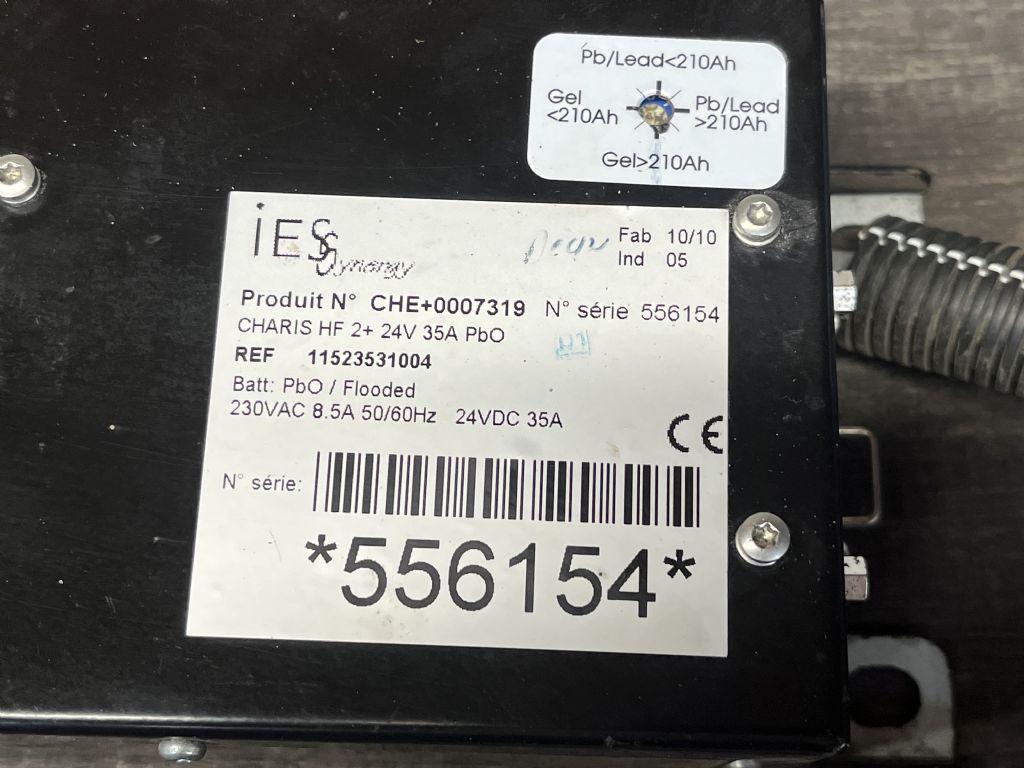 Pb/Lead<210Ah
Gel
<210Ah
Pb/Lead
>210Ah
Gel>210Ah
iES
Synergy
Fab 10/10
Ind 05
Produit N° CHE+0007319 N° série 556154
CHARIS HF 2+ 24V 35A PbO
REF 11523531004
Batt: PbO / Flooded
230VAC 8.5A 50/60Hz 24VDC 35A
CE
N° série:
*556154*